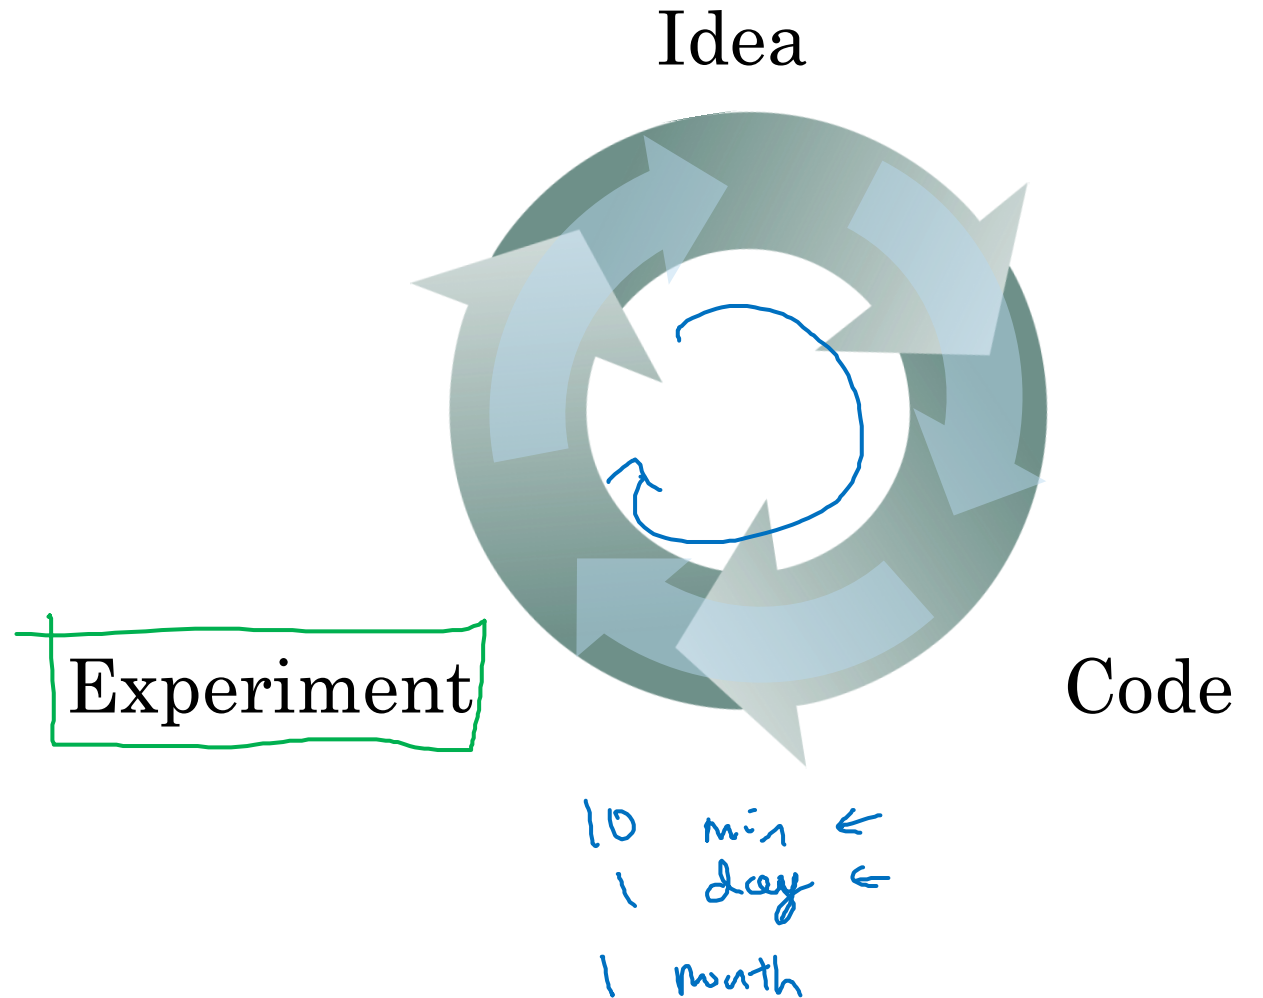 Idea
Experiment
Code
10 min ←
1 day ←
1 month